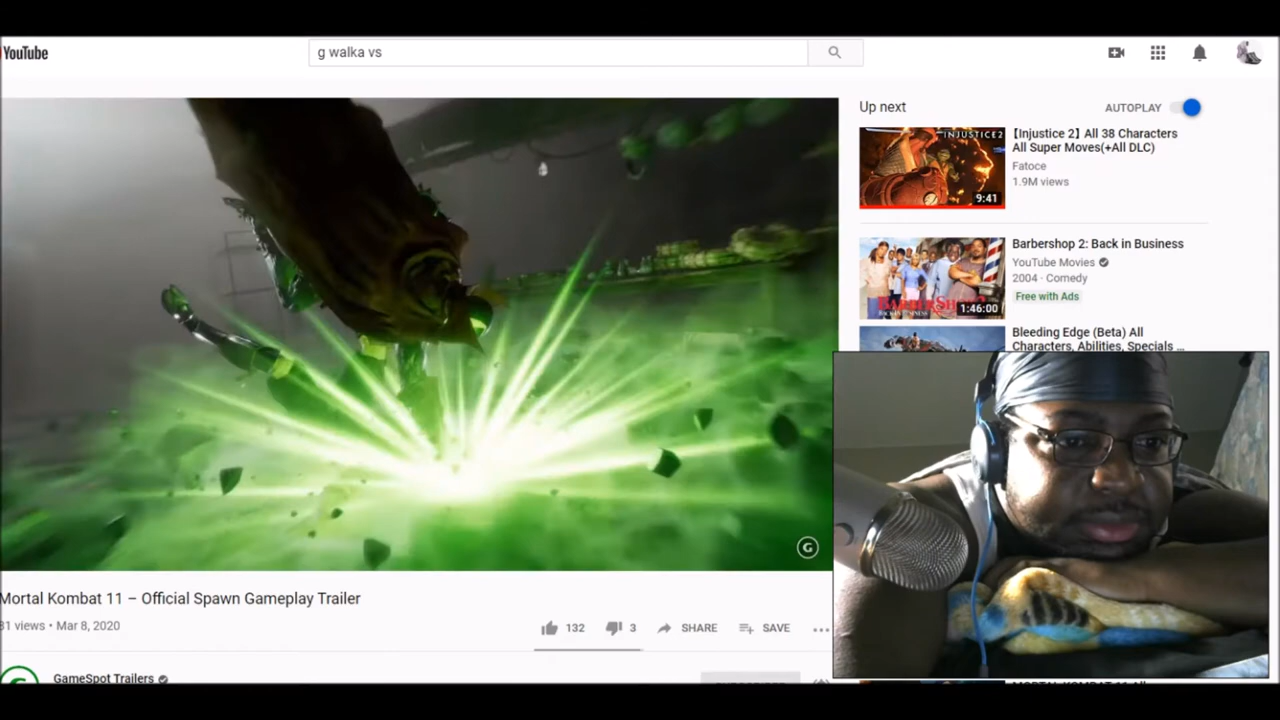 YouTube
g walka vs
Up next
AUTOPLAY
INJUSTICE 2
9:41
【Injustice 2】All 38 Characters
All Super Moves(+All DLC)
Fatoce
1.9M views
1:46:00
Barbershop 2: Back in Business
YouTube Movies
2004 · Comedy
Free with Ads
Bleeding Edge (Beta) All
Characters, Abilities, Specials ...
G
Mortal Kombat 11 – Official Spawn Gameplay Trailer
31 views • Mar 8, 2020
132
3
SHARE
SAVE
GameSpot Trailers